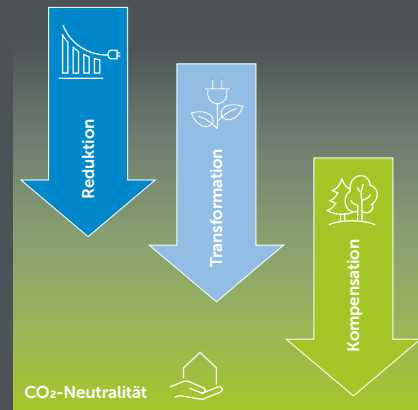 Reduktion
Transformation
Kompensation
CO₂-Neutralität